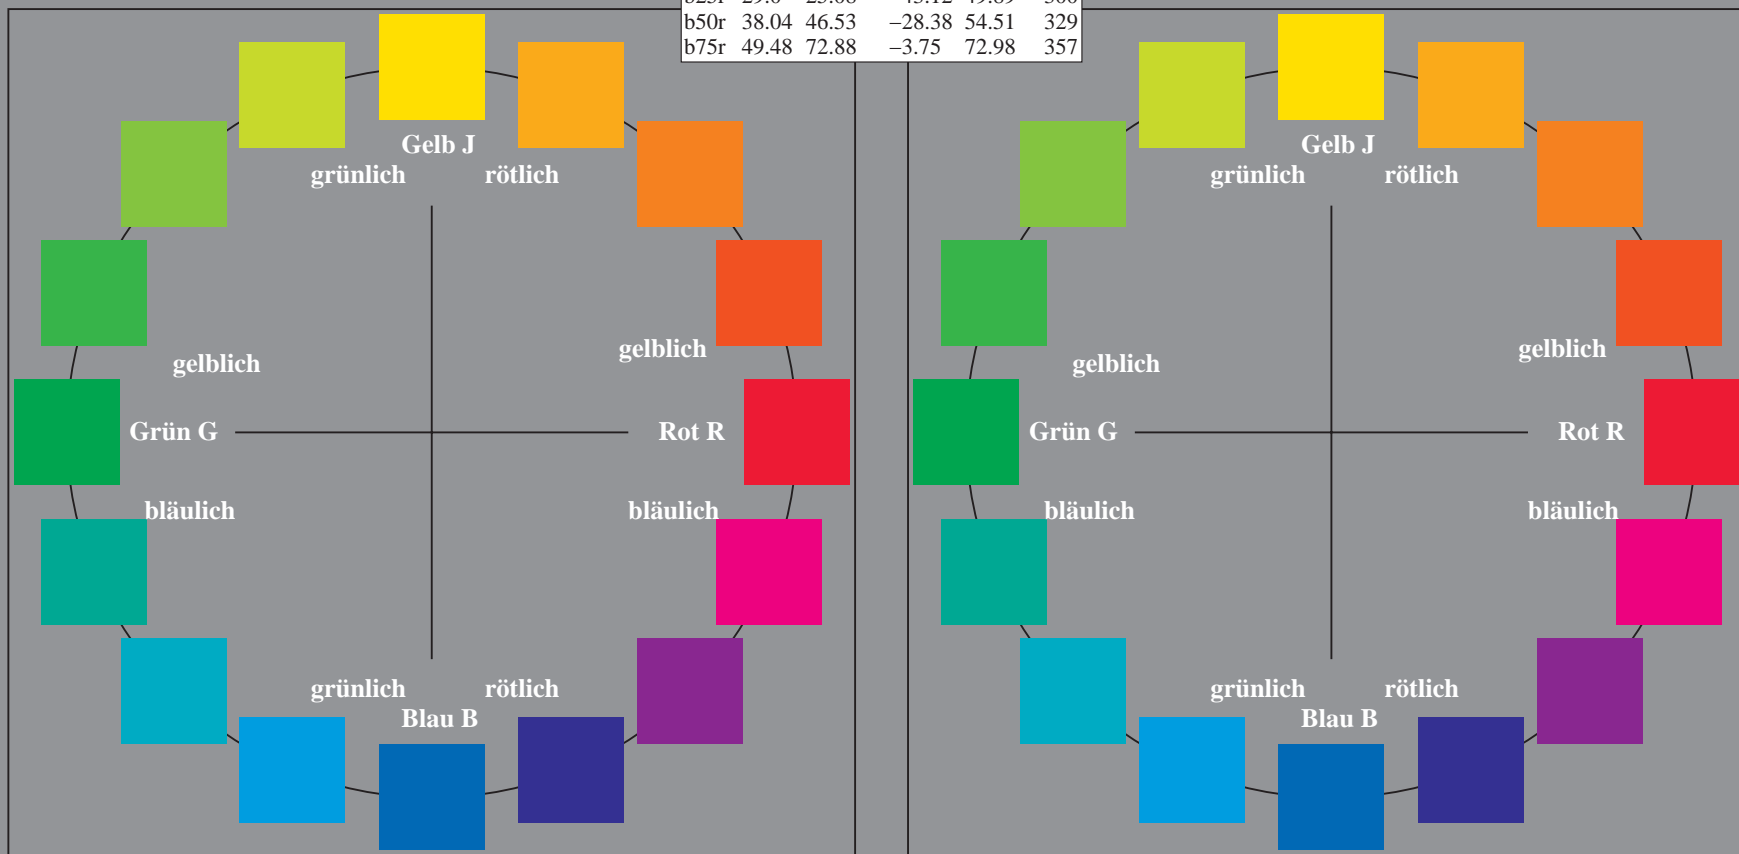 b50r 38.04 46.53 −28.38 54.51 329
b75r 49.48 72.88 −3.75 72.98 357
Gelb J
grünlich rötlich
gelblich
gelblich
Grün G
Rot R
bläulich
bläulich
grünlich rötlich
Blau B
Gelb J
grünlich rötlich
gelblich
gelblich
Grün G
Rot R
bläulich
bläulich
grünlich rötlich
Blau B